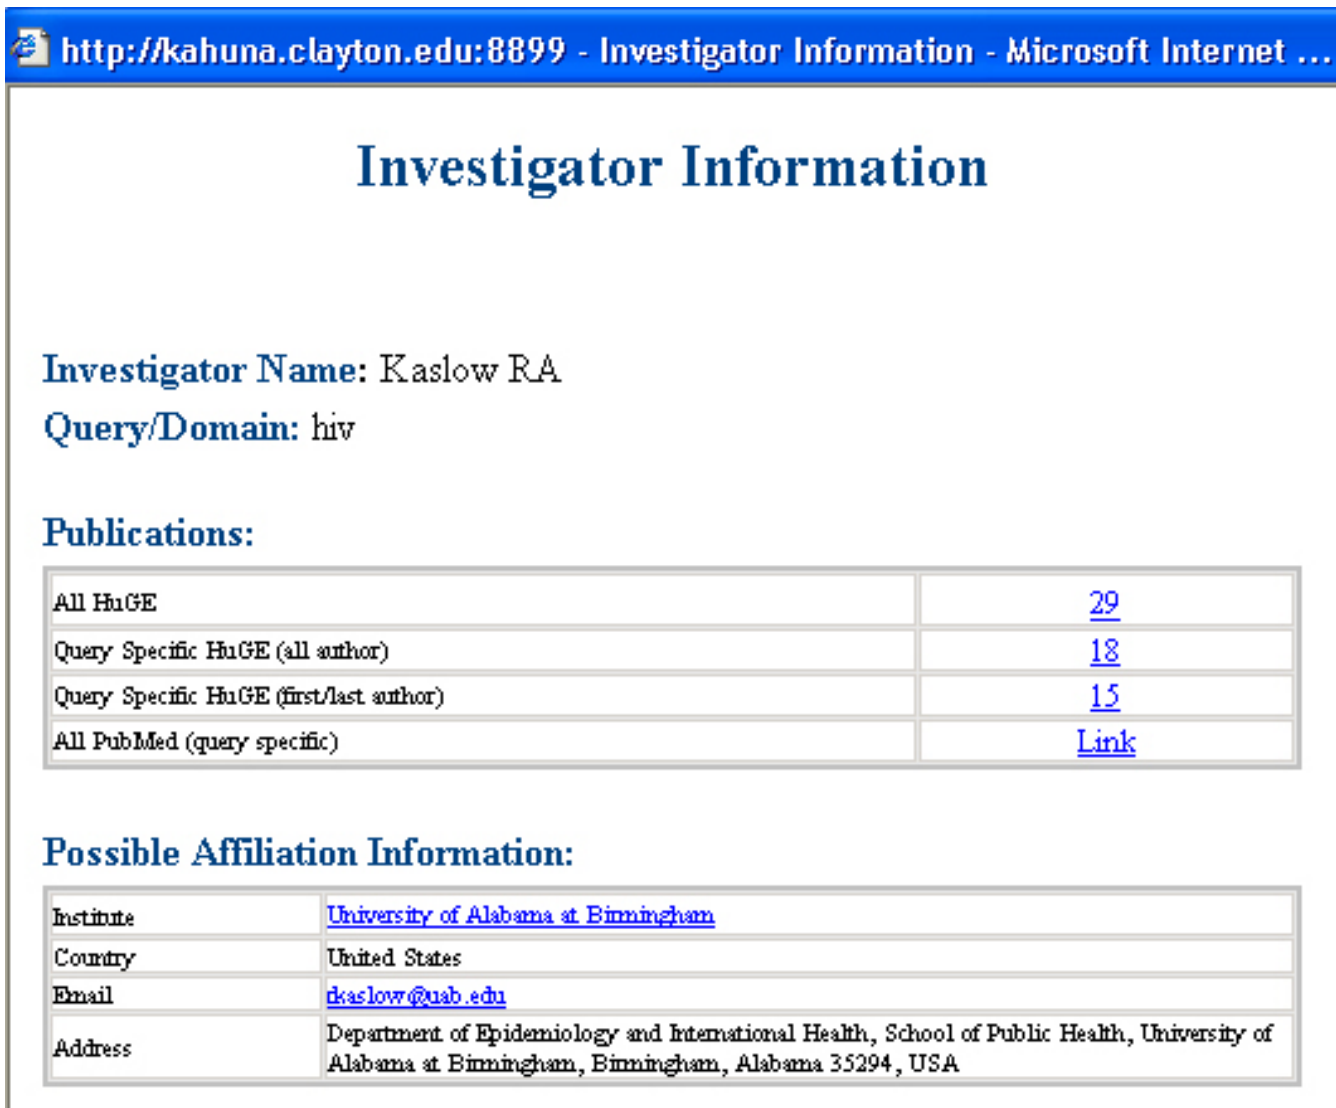 http://kahuna.clayton.edu:8899 - Investigator Information - Microsoft Internet ...
Investigator Information
Investigator Name: Kaslow RA
Query/Domain: hiv
Publications:
All HuGE 29
Query Specific HuGE (all author) 18
Query Specific HuGE (first/last author) 15
All PubMed (query specific) Link
Possible Affiliation Information:
Institute University of Alabama at Birmingham
Country United States
Email rkaslow@uab.edu
Address Department of Epidemiology and International Health, School of Public Health, University of
Alabama at Birmingham, Birmingham, Alabama 35294, USA